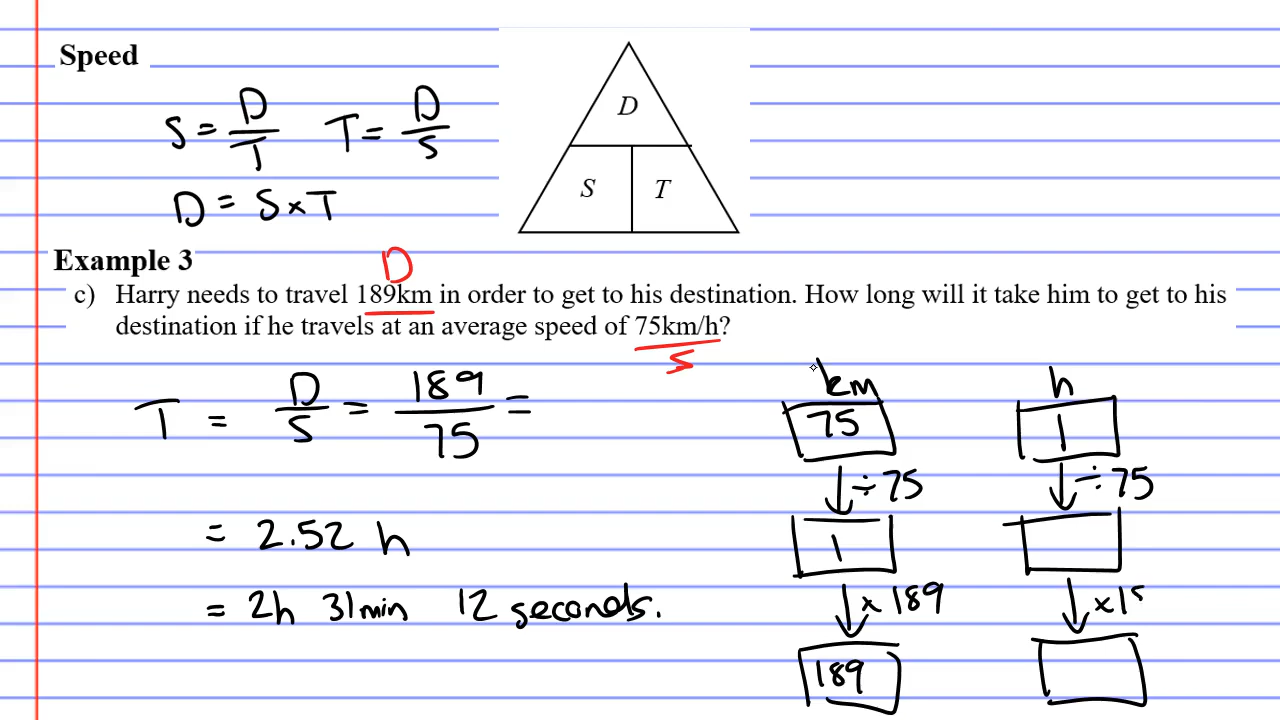 Speed
S = D/T T = D/S
D = S × T
D
S T
Example 3
D
c) Harry needs to travel 189km in order to get to his destination. How long will it take him to get to his
destination if he travels at an average speed of 75km/h?
S
T = D/S = 189/75 =
= 2.52 h
= 2h 31min 12 seconds.
km h
75 1
÷75 ÷75
1
×189 ×1
189